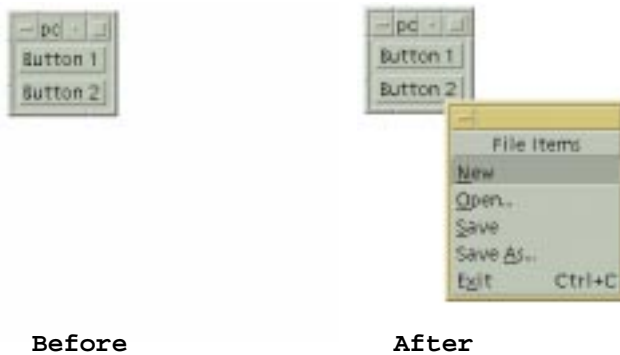 pc
Button 1
Button 2
pc
Button 1
Button 2
File Items
New
Open...
Save
Save As...
Exit Ctrl+C
Before
After